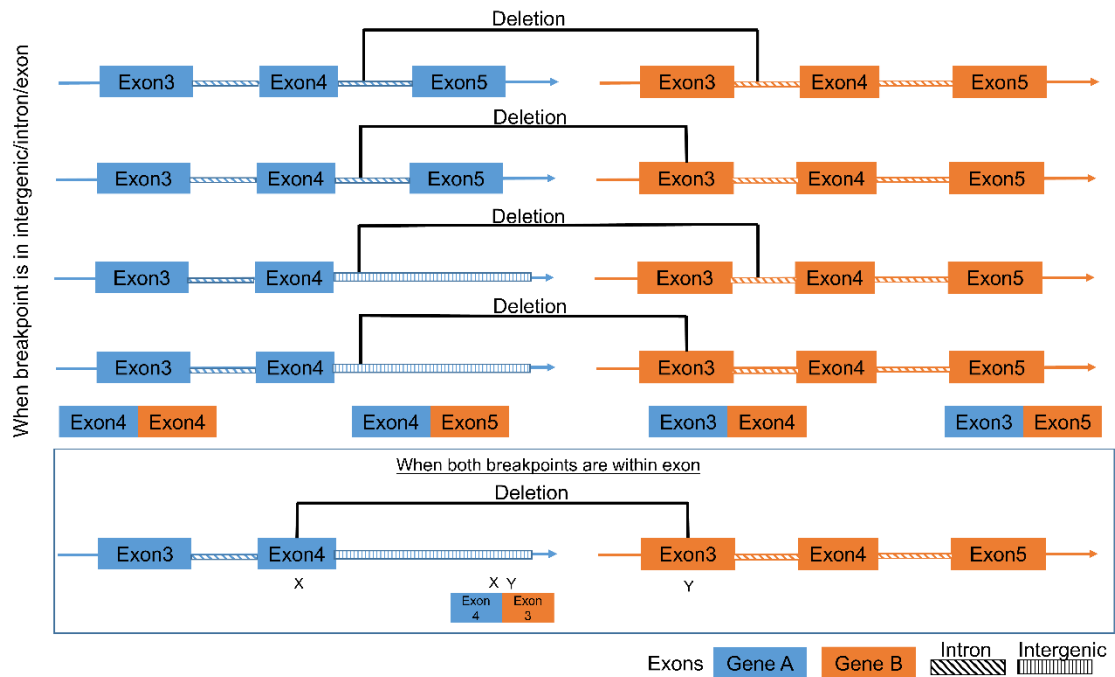 When breakpoint is in intergenic/intron/exon
Deletion
Exon3 Exon4 Exon5 Exon3 Exon4 Exon5
Deletion
Exon3 Exon4 Exon5 Exon3 Exon4 Exon5
Deletion
Exon3 Exon4 Exon3 Exon4 Exon5
Deletion
Exon3 Exon4 Exon3 Exon4 Exon5
Exon4 Exon4 Exon4 Exon5 Exon3 Exon4 Exon3 Exon5
When both breakpoints are within exon
Deletion
Exon3 Exon4 Exon3 Exon4 Exon5
X X Y Y
Exon Exon
4 3
Exons Gene A Gene B Intron Intergenic